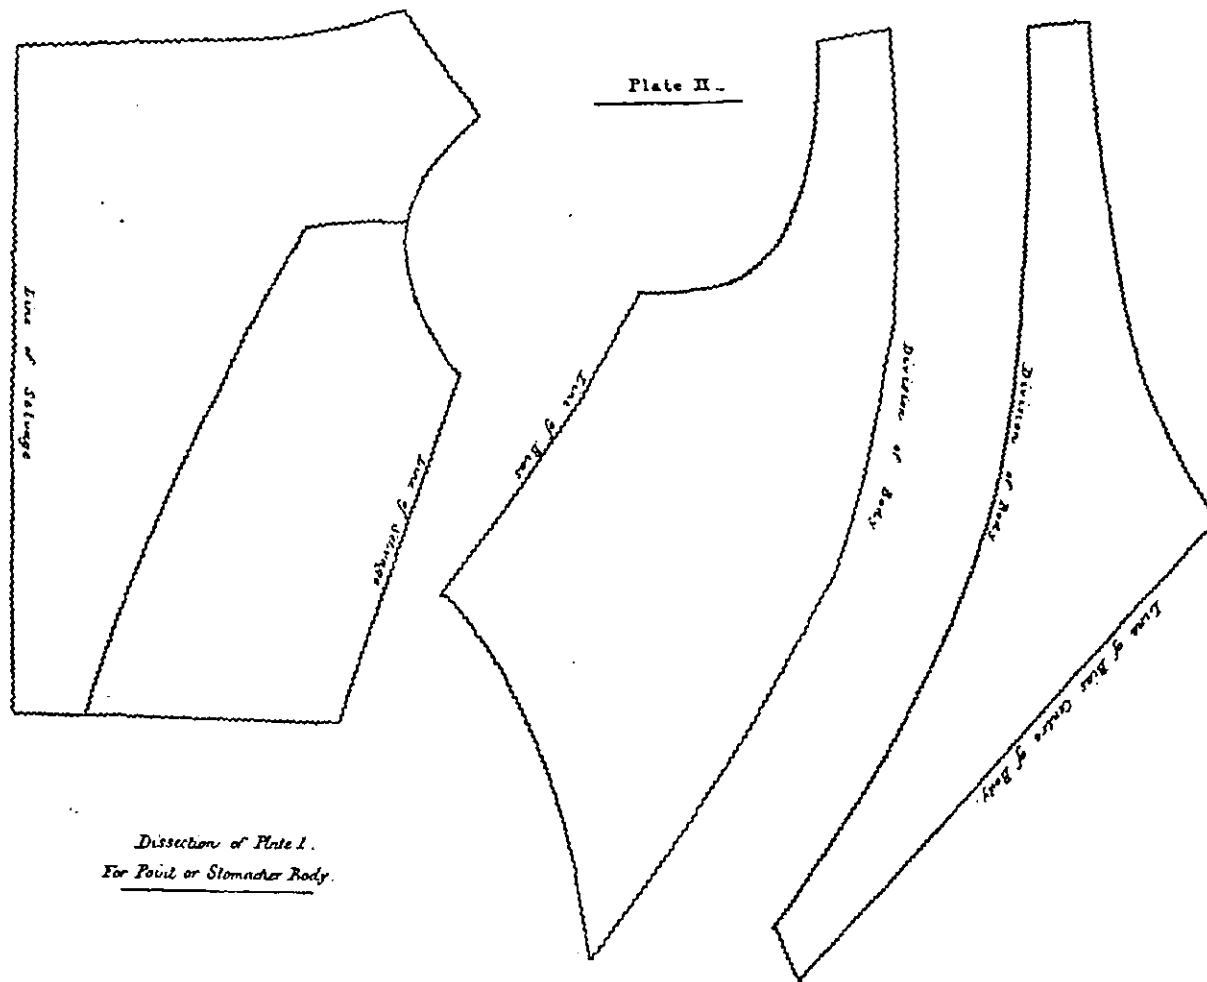 Plate II.
Line of Selvage
Line of Selvage
Line of Bias
Division of Body
Division of Body
Line of Bias Centre of Body.
Dissection of Plate 1.
For Point or Stomacher Body.